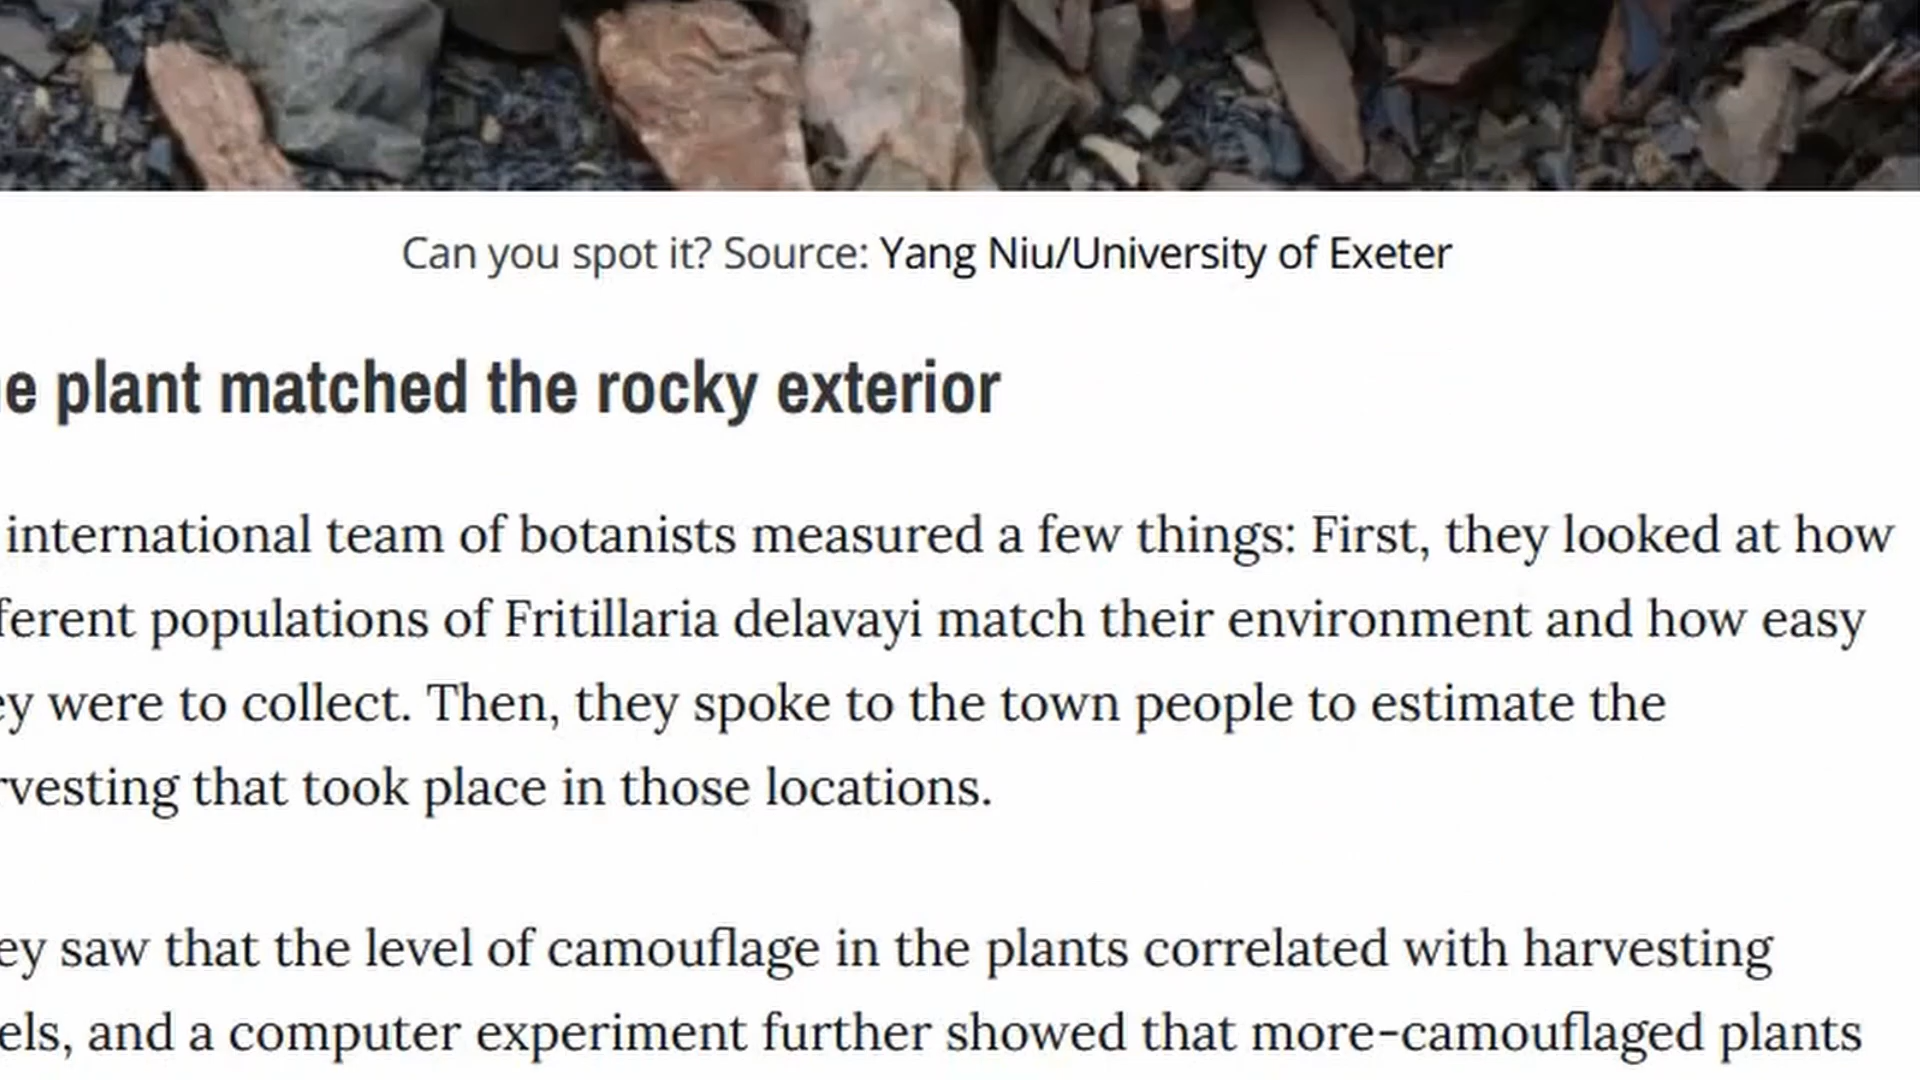 Can you spot it? Source: Yang Niu/University of Exeter
e plant matched the rocky exterior
international team of botanists measured a few things: First, they looked at how
ferent populations of Fritillaria delavayi match their environment and how easy
ey were to collect. Then, they spoke to the town people to estimate the
rvesting that took place in those locations.
ey saw that the level of camouflage in the plants correlated with harvesting
els, and a computer experiment further showed that more-camouflaged plants